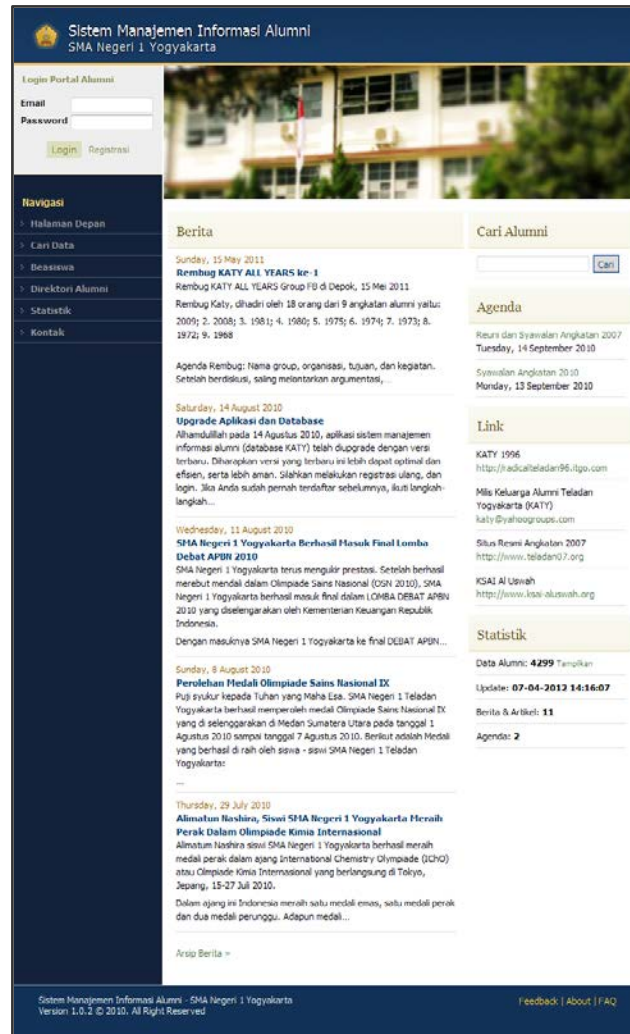 Sistem Manajemen Informasi Alumni
SMA Negeri 1 Yogyakarta
Login Portal Alumni
Email
Password
Login Registrasi
Navigasi
Halaman Depan
Cari Data
Beasiswa
Direktori Alumni
Statistik
Kontak
Berita
Sunday, 15 May 2011
Rembug KATY ALL YEARS ke-1
Rembug KATY ALL YEARS Group FB di Depok, 15 Mei 2011
Rembug Katy, dihadiri oleh 18 orang dari 9 angkatan alumni yaitu:
2009; 2. 2008; 3. 1981; 4. 1980; 5. 1975; 6. 1974; 7. 1973; 8.
1972; 9. 1968
Agenda Rembug: Nama group, organisasi, tujuan, dan kegiatan.
Setelah berdiskusi, saling melontarkan argumentasi,...
Saturday, 14 August 2010
Upgrade Aplikasi dan Database
Alhamdulillah pada 14 Agustus 2010, aplikasi sistem manajemen
informasi alumni (database KATY) telah diupgrade dengan versi
terbaru. Diharapkan versi yang terbaru ini lebih dapat optimal dan
efisien, serta lebih aman. Silahkan melakukan registrasi ulang, dan
login. Jika Anda sudah pernah terdaftar sebelumnya, ikuti langkah-
langkah...
Wednesday, 11 August 2010
SMA Negeri 1 Yogyakarta Berhasil Masuk Final Lomba
Debat APBN 2010
SMA Negeri 1 Yogyakarta terus mengukir prestasi. Setelah berhasil
merebut mendali dalam Olimpiade Sains Nasional (OSN 2010), SMA
Negeri 1 Yogyakarta berhasil masuk final dalam LOMBA DEBAT APBN
2010 yang diselengarakan oleh Kementerian Keuangan Republik
Indonesia.
Dengan masuknya SMA Negeri 1 Yogyakarta ke final DEBAT APBN...
Sunday, 8 August 2010
Perolehan Medali Olimpiade Sains Nasional IX
Puji syukur kepada Tuhan yang Maha Esa. SMA Negeri 1 Teladan
Yogyakarta berhasil memperoleh medali Olimpiade Sains Nasional IX
yang di selenggarakan di Medan Sumatera Utara pada tanggal 1
Agustus 2010 sampai tanggal 7 Agustus 2010. Berikut adalah Medali
yang berhasil di raih oleh siswa - siswi SMA Negeri 1 Teladan
Yogyakarta:
...
Thursday, 29 July 2010
Alimatun Nashira, Siswi SMA Negeri 1 Yogyakarta Meraih
Perak Dalam Olimpiade Kimia Internasional
Alimatum Nashira siswi SMA Negeri 1 Yogyakarta berhasil meraih
medali perak dalam ajang International Chemistry Olympiade (IChO)
atau Olimpiade Kimia Internasional yang berlangsung di Tokyo,
Jepang, 15-27 Juli 2010.
Dalam ajang ini Indonesia meraih satu medali emas, satu medali perak
dan dua medali perunggu. Adapun medali...
Arsip Berita »
Cari Alumni
Cari
Agenda
Reuni dan Syawalan Angkatan 2007
Tuesday, 14 September 2010
Syawalan Angkatan 2010
Monday, 13 September 2010
Link
KATY 1996
http://radicalteladan96.itgo.com
Milis Keluarga Alumni Teladan
Yogyakarta (KATY)
katy@yahoogroups.com
Situs Resmi Angkatan 2007
http://www.teladan07.org
KSAI Al Uswah
http://www.ksai-aluswah.org
Statistik
Data Alumni: 4299 Tampilkan
Update: 07-04-2012 14:16:07
Berita & Artikel: 11
Agenda: 2
Sistem Manajemen Informasi Alumni - SMA Negeri 1 Yogyakarta
Version 1.0.2 © 2010. All Right Reserved
Feedback | About | FAQ